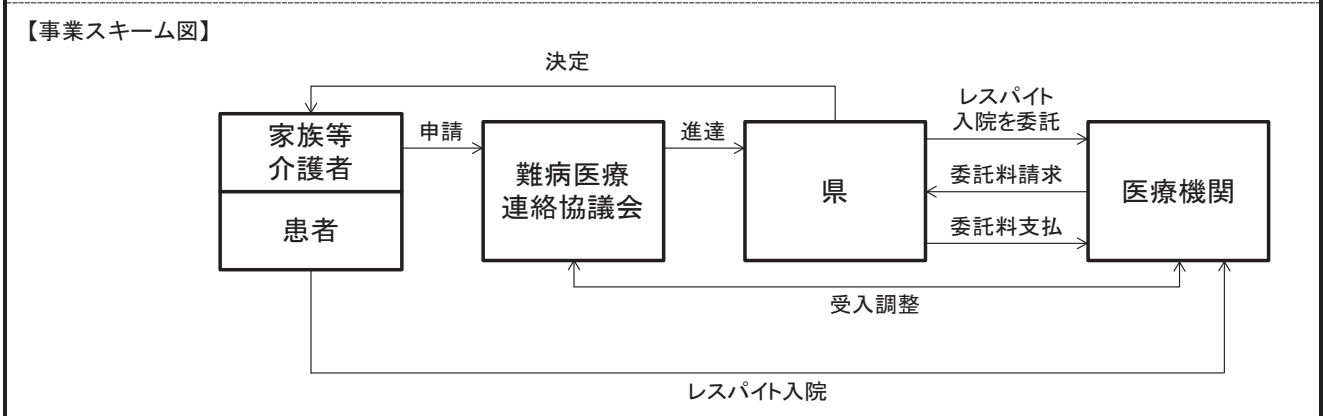 【事業スキーム図】
決定
家族等
介護者
患者
申請
難病医療
連絡協議会
進達
県
レスパイト
入院を委託
委託料請求
委託料支払
医療機関
受入調整
レスパイト入院